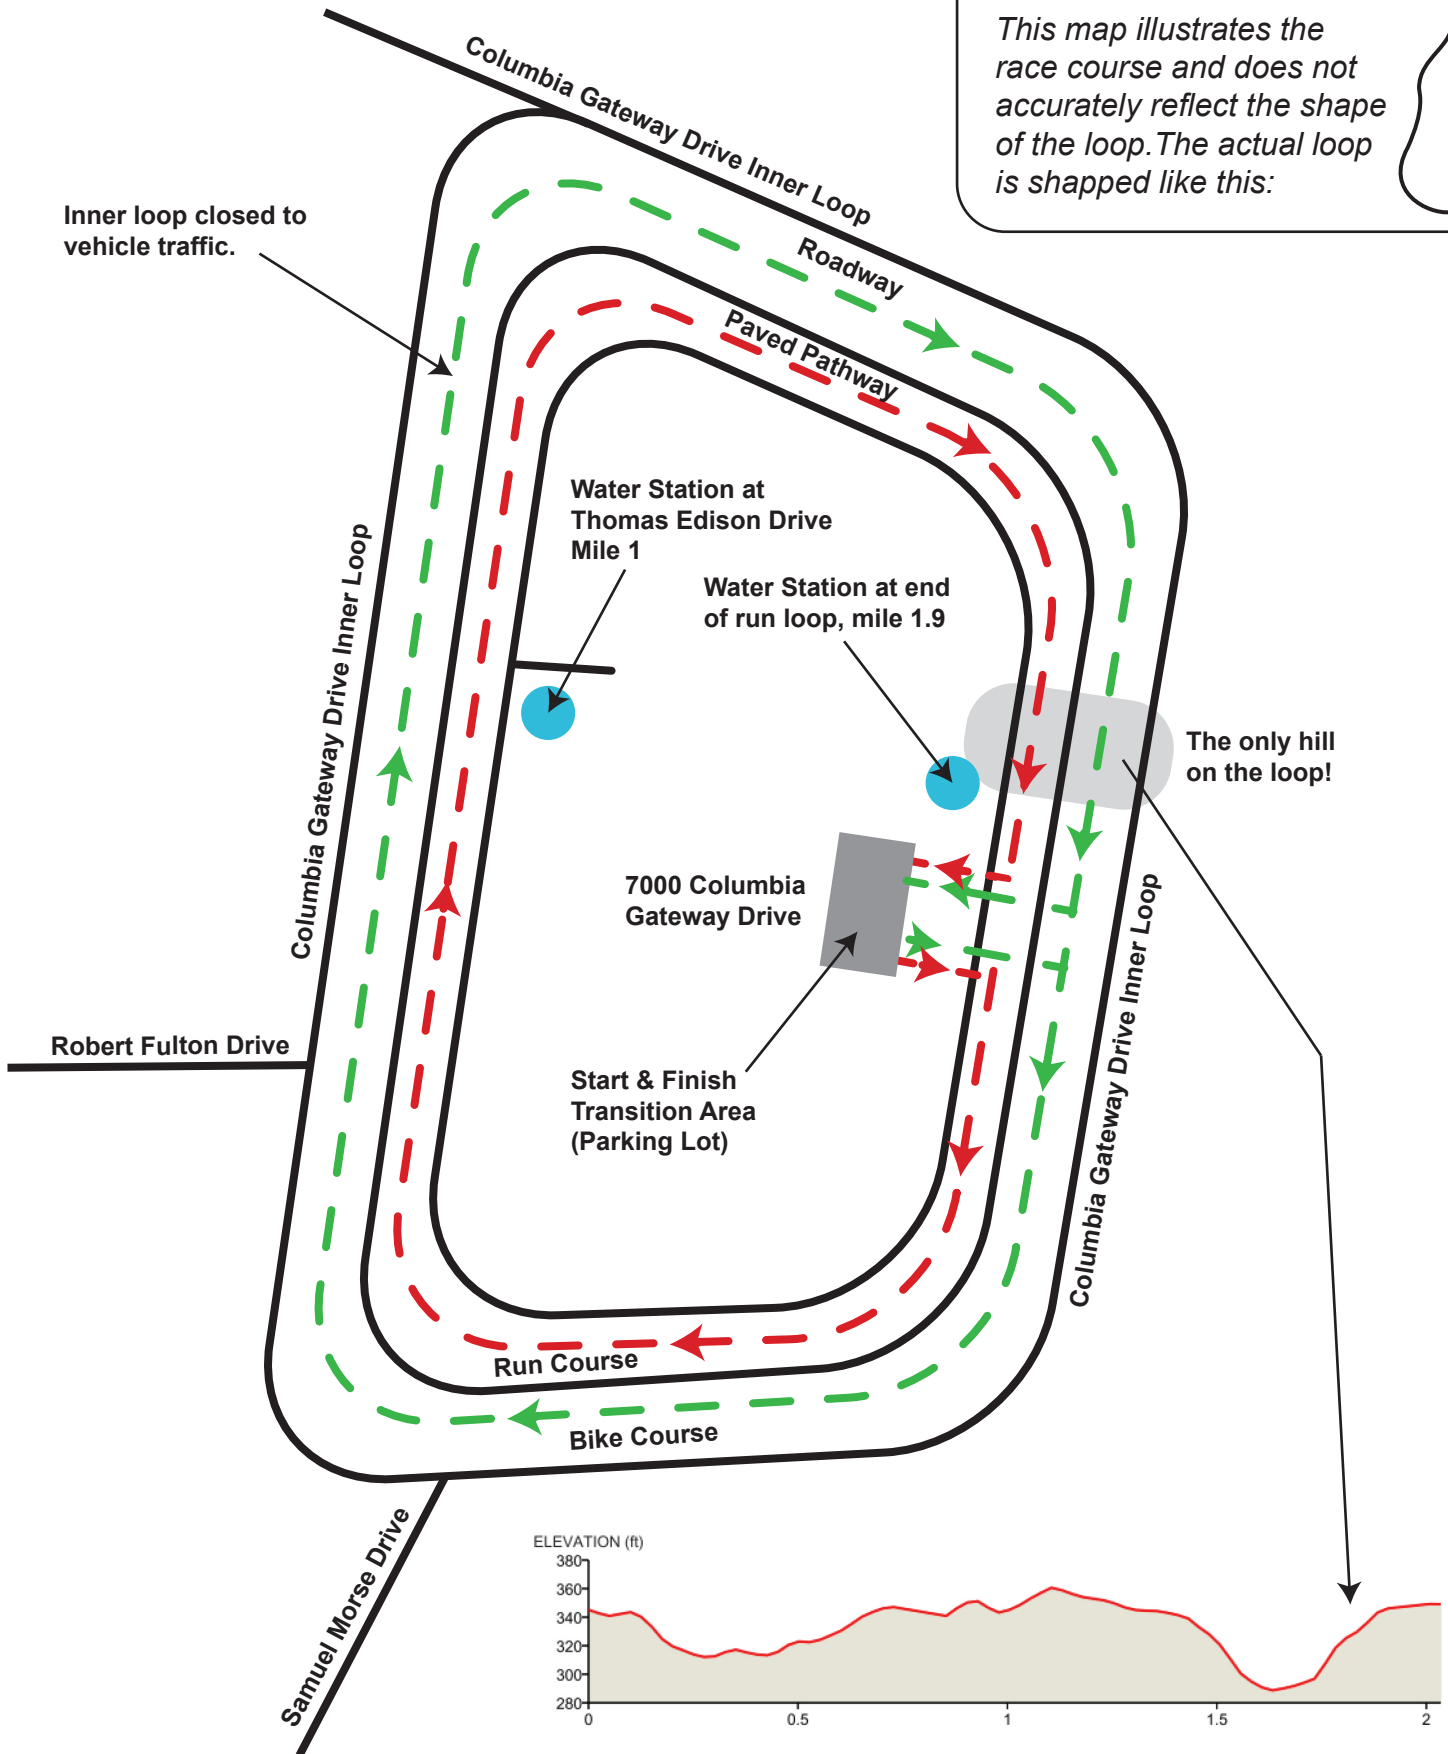 This map illustrates the
race course and does not
accurately reflect the shape
of the loop.The actual loop
is shapped like this:
Columbia Gateway Drive Inner Loop
Inner loop closed to
vehicle traffic.
Roadway
Paved Pathway
Water Station at
Thomas Edison Drive
Mile 1
Water Station at end
of run loop, mile 1.9
Columbia Gateway Drive Inner Loop
The only hill
on the loop!
7000 Columbia
Gateway Drive
Columbia Gateway Drive Inner Loop
Robert Fulton Drive
Start & Finish
Transition Area
(Parking Lot)
Run Course
Bike Course
Samuel Morse Drive
ELEVATION (ft)
380
360
340
320
300
280
0 0.5 1 1.5 2